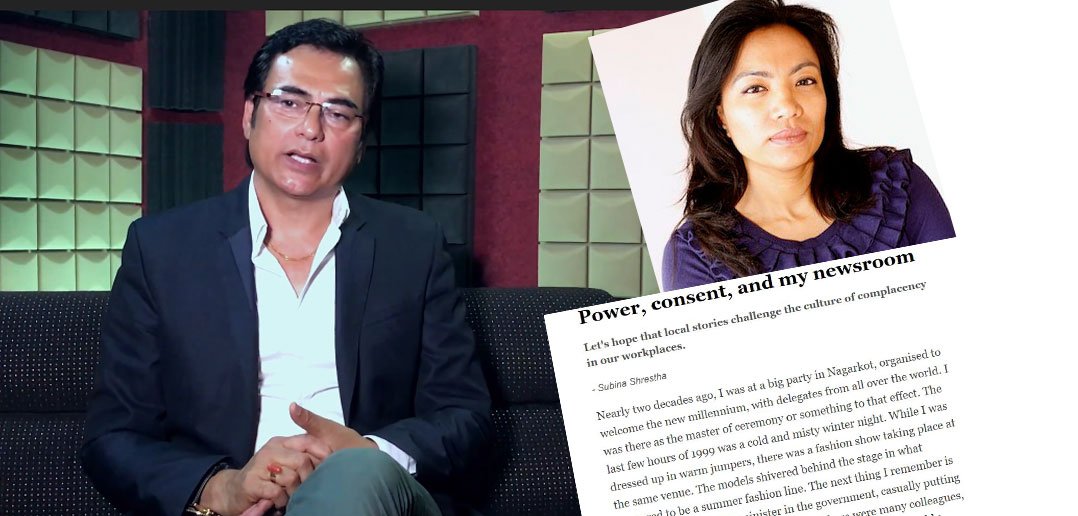 Power, consent, and my newsroom
Let's hope that local stories challenge the culture of complacency
in our workplaces.
- Subina Shrestha
Nearly two decades ago, I was at a big party in Nagarkot, organised to
welcome the new millennium, with delegates from all over the world. I
was there as the master of ceremony or something to that effect. The
last few hours of 1999 was a cold and misty winter night. While I was
dressed up in warm jumpers, there was a fashion show taking place at
the same venue. The models shivered behind the stage in what
to be a summer fashion line. The next thing I remember is
in the government, casually putting
were many colleagues,